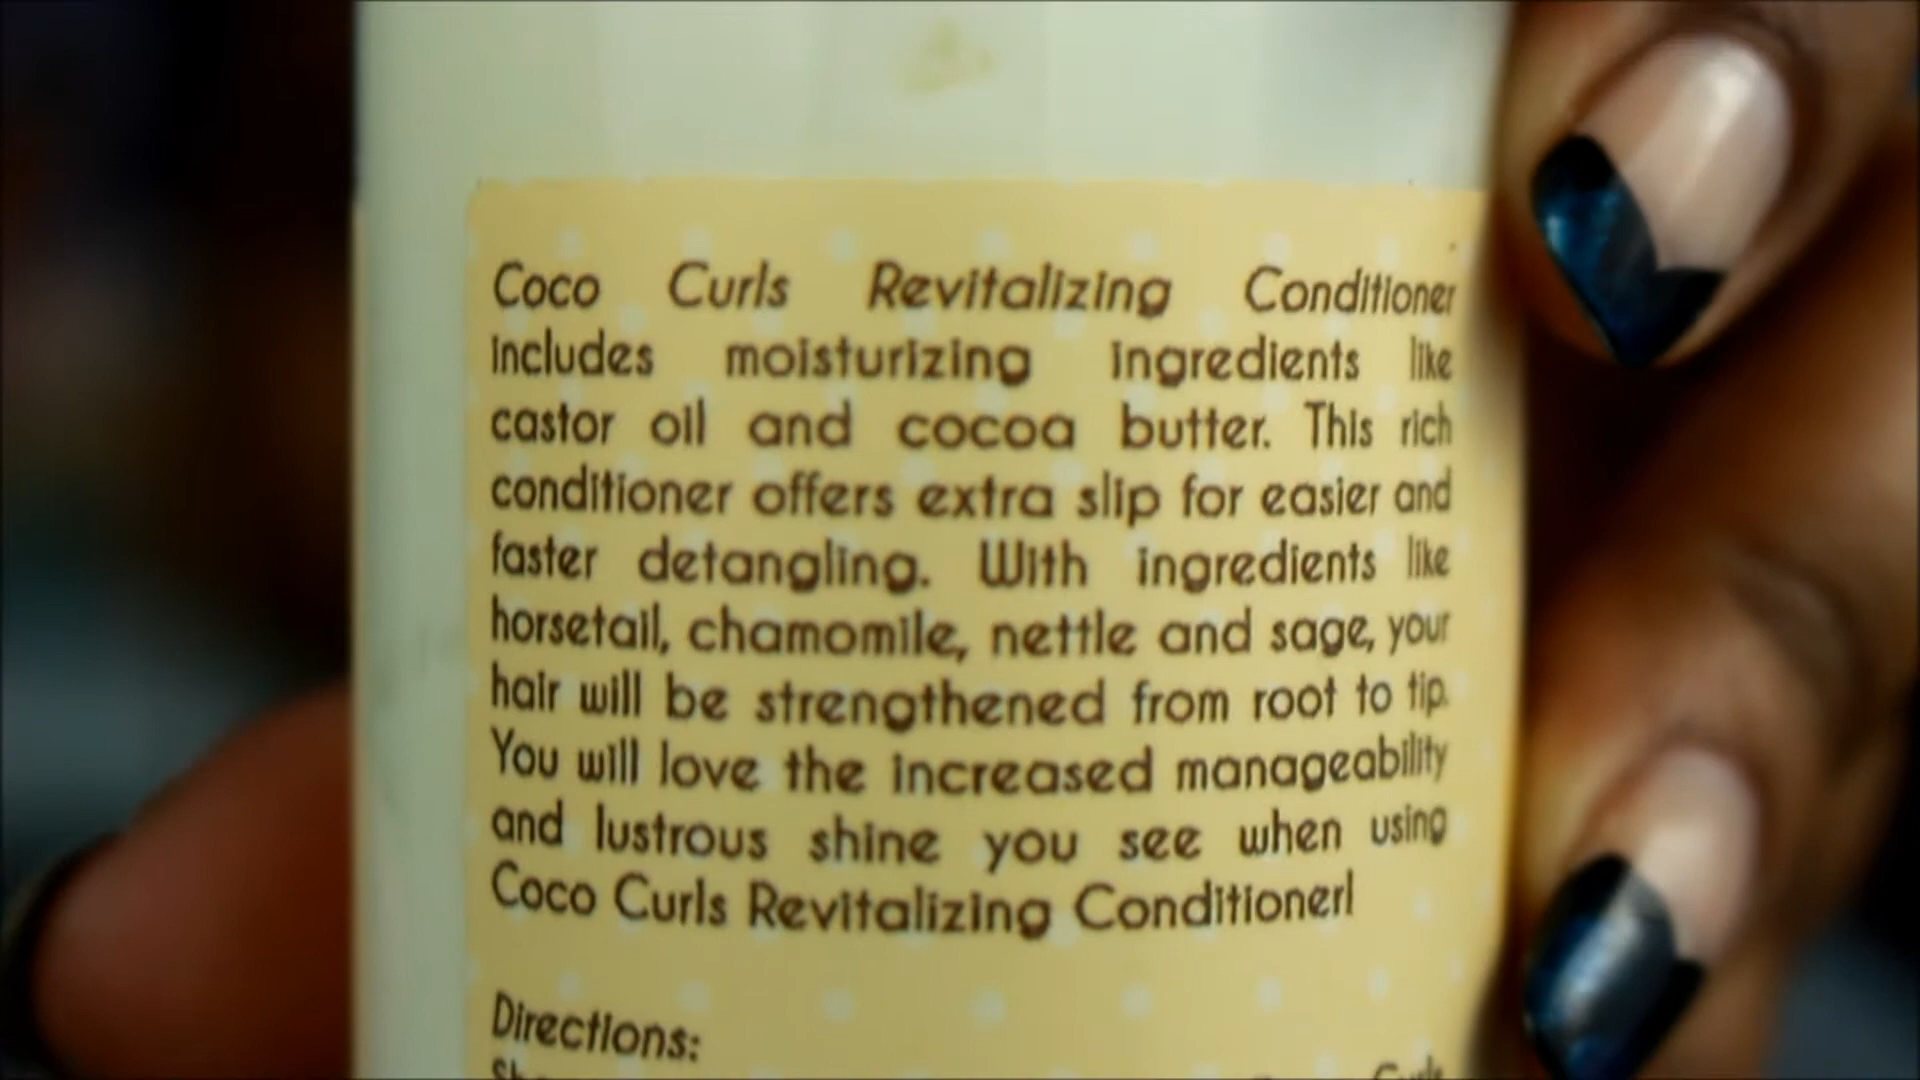 Coco Curls Revitalizing Conditioner
includes moisturizing ingredients like
castor oil and cocoa butter. This rich
conditioner offers extra slip for easier and
faster detangling. With ingredients like
horsetail, chamomile, nettle and sage, your
hair will be strengthened from root to tip.
You will love the increased manageability
and lustrous shine you see when using
Coco Curls Revitalizing Conditioner!
Directions:
Curls